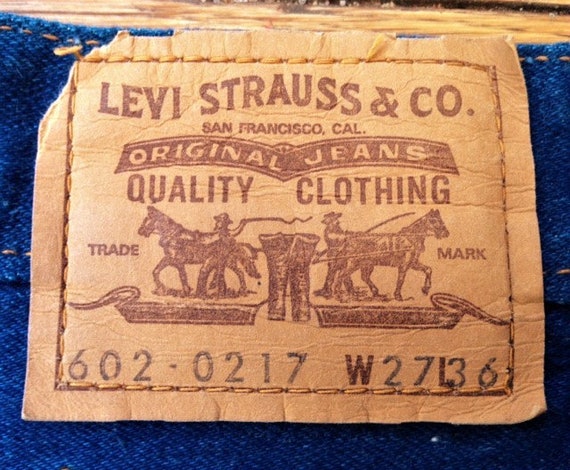 LEVI STRAUSS & CO.
SAN FRANCISCO, CAL.
ORIGINAL JEANS
QUALITY CLOTHING
TRADE MARK
602-0217 W27L36